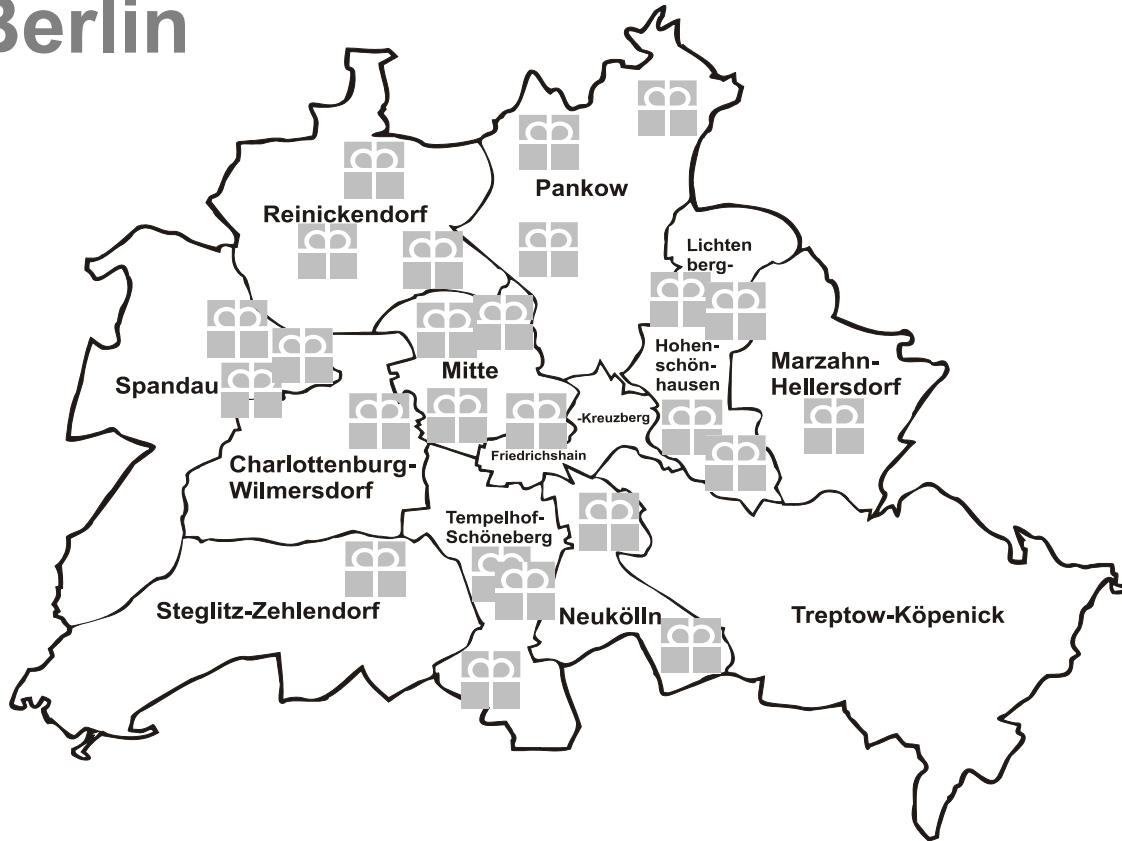 Berlin
Pankow
Reinickendorf
Lichten
berg-
Hohen-
schön-
hausen
Marzahn-
Hellersdorf
Mitte
Spandau
-Kreuzberg
Friedrichshain
Charlottenburg-
Wilmersdorf
Tempelhof-
Schöneberg
Steglitz-Zehlendorf
Neukölln
Treptow-Köpenick